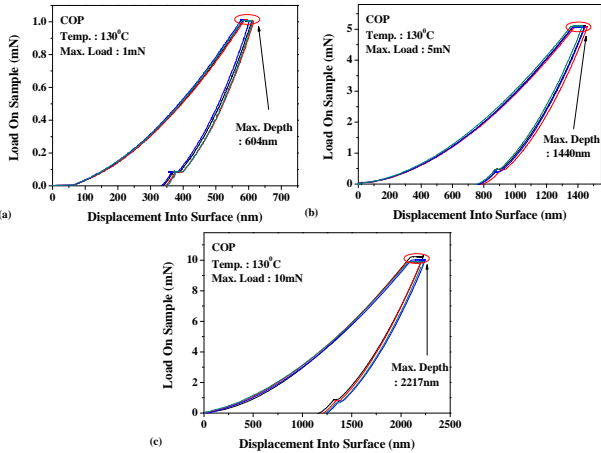 COP
Temp. : 130⁰C
Max. Load : 1mN
Max. Depth
: 604nm
Load On Sample (mN)
1.0
0.8
0.6
0.4
0.2
0.0
0 100 200 300 400 500 600 700
Displacement Into Surface (nm)
(a)
COP
Temp. : 130⁰C
Max. Load : 5mN
Max. Depth
: 1440nm
Load On Sample (mN)
5
4
3
2
1
0
0 200 400 600 800 1000 1200 1400
Displacement Into Surface (nm)
(b)
COP
Temp. : 130⁰C
Max. Load : 10mN
Max. Depth
: 2217nm
Load On Sample (mN)
12
10
8
6
4
2
0
0 500 1000 1500 2000 2500
Displacement Into Surface (nm)
(c)